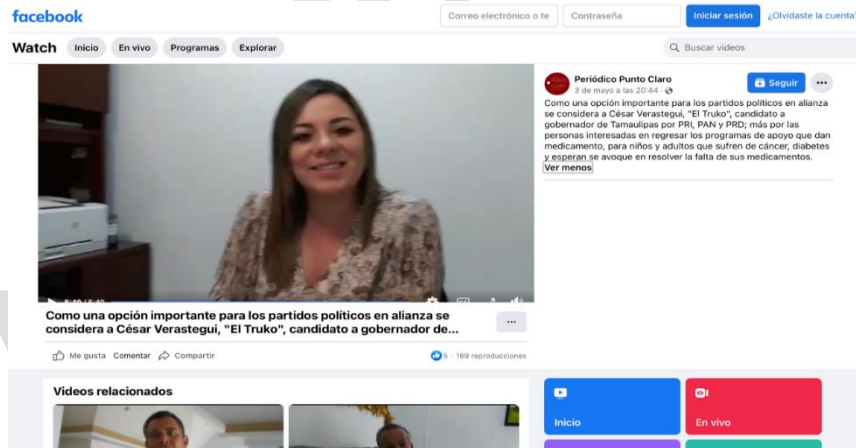 facebook
Correo electrónico o te
Contraseña
Iniciar sesión
¿Olvidaste la cuenta?
Watch
Inicio
En vivo
Programas
Explorar
Buscar videos
Periódico Punto Claro
3 de mayo a las 20:44 ·
Seguir
Como una opción importante para los partidos políticos en alianza
se considera a César Verastegui, "El Truko", candidato a
gobernador de Tamaulipas por PRI, PAN y PRD; más por las
personas interesadas en regresar los programas de apoyo que dan
medicamento, para niños y adultos que sufren de cáncer, diabetes
y esperan se avoque en resolver la falta de sus medicamentos.
Ver menos
Como una opción importante para los partidos políticos en alianza se
considera a César Verastegui, "El Truko", candidato a gobernador de...
Me gusta
Comentar
Compartir
5 · 169 reproducciones
Videos relacionados
Inicio
En vivo